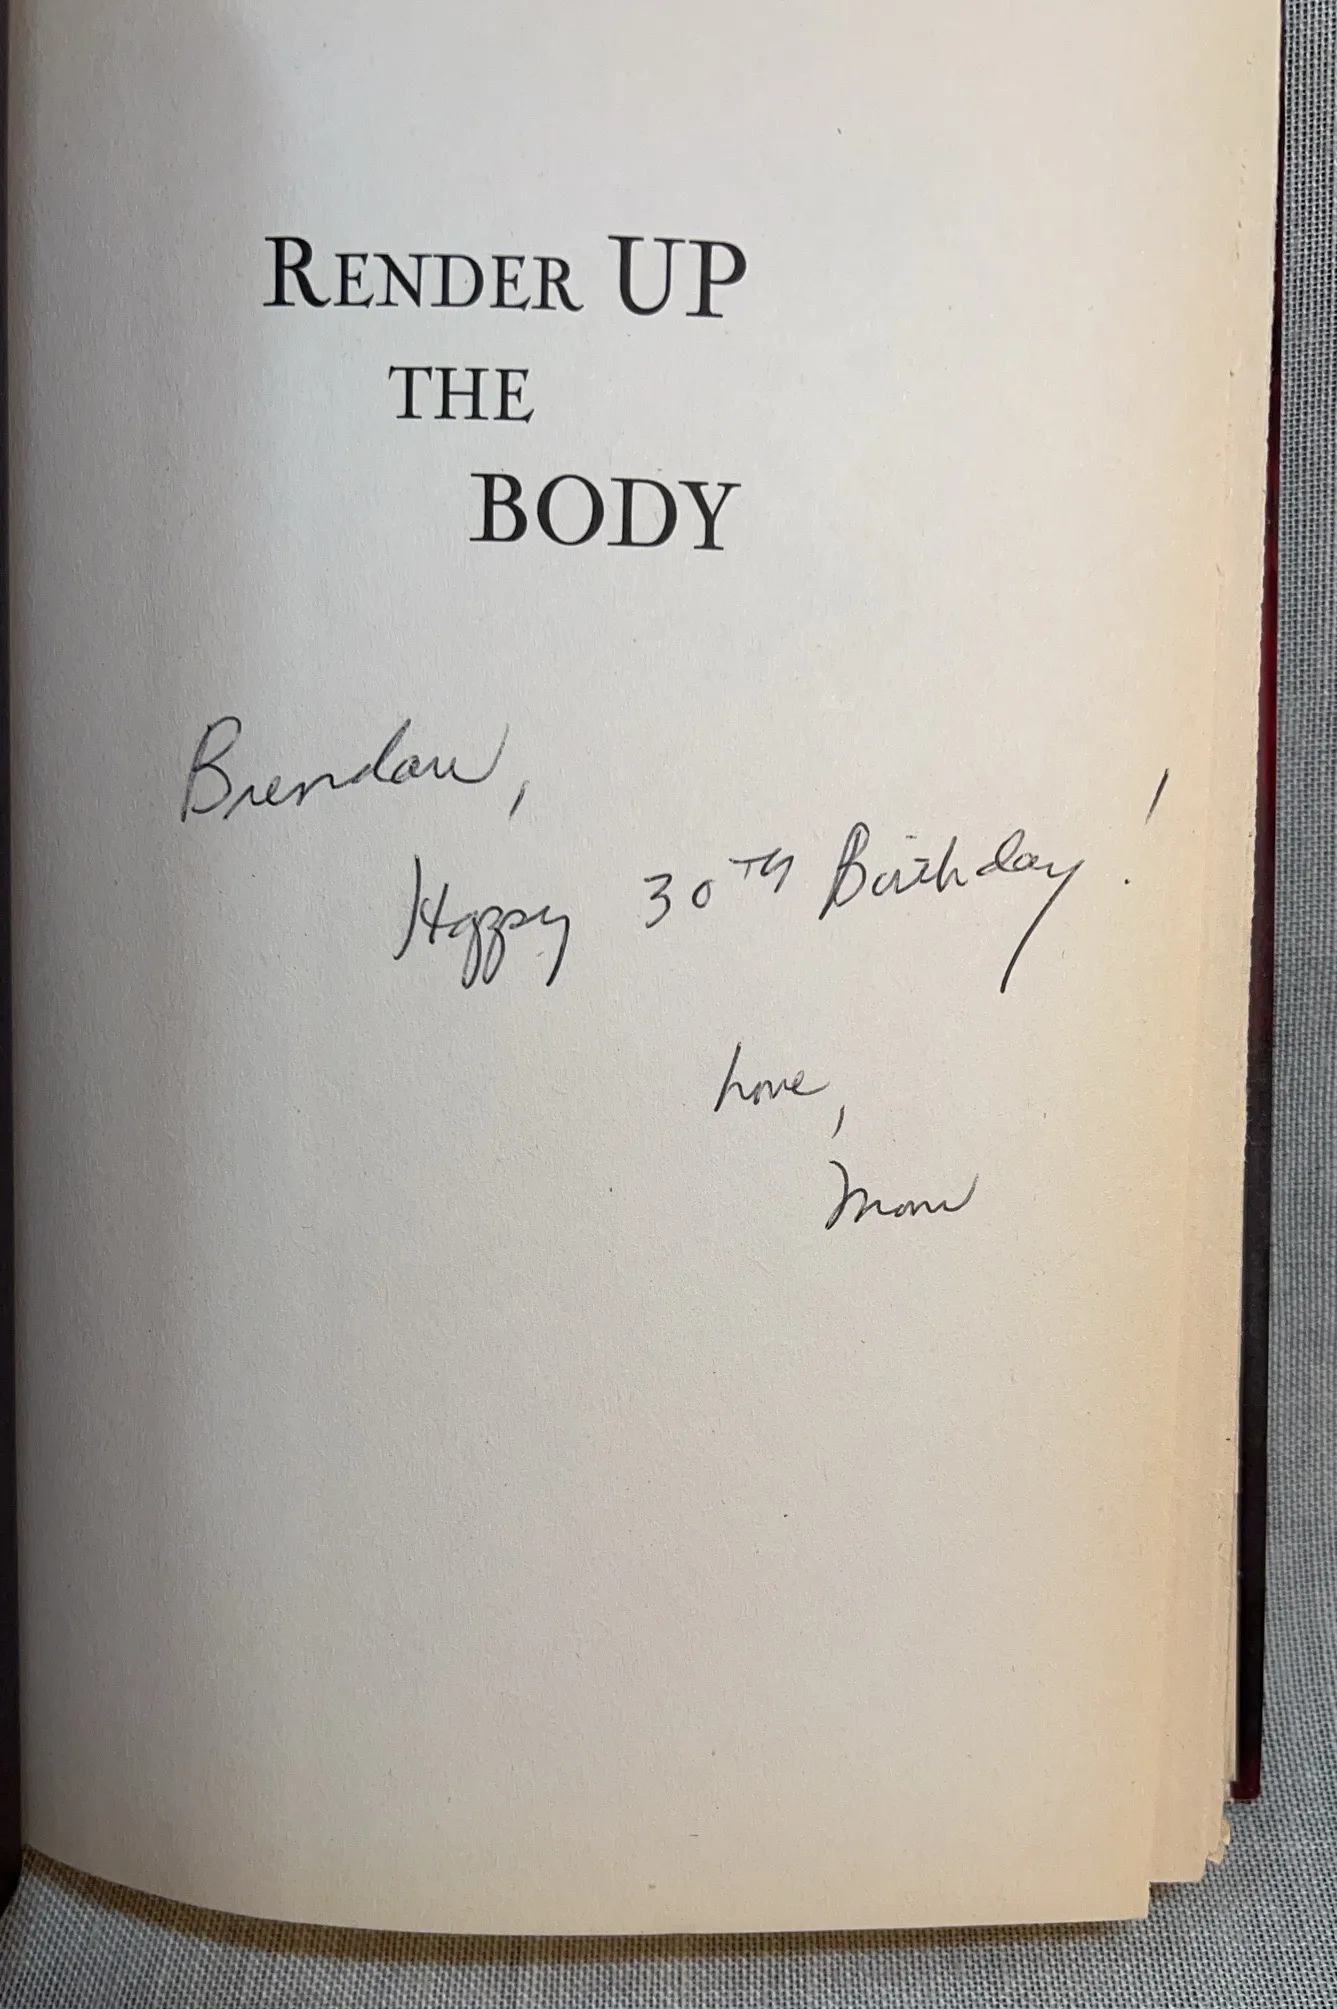 RENDER UP
THE
BODY
Brendan,
Happy 30TH Birthday!
Love,
Mom